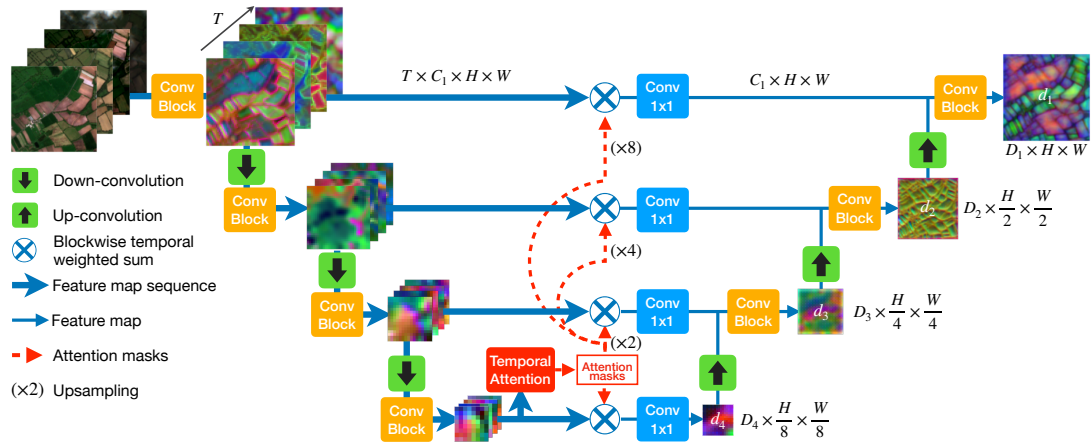 T
Conv
Block
T × C₁ × H × W
Conv
1x1
C₁ × H × W
Conv
Block
d₁
D₁ × H × W
(×8)
Down-convolution
Up-convolution
Blockwise temporal
weighted sum
Feature map sequence
Feature map
Attention masks
(×2) Upsampling
Conv
Block
Conv
1x1
Conv
Block
d₂
D₂ × H/2 × W/2
(×4)
Conv
Block
Conv
1x1
Conv
Block
d₃
D₃ × H/4 × W/4
(×2)
Temporal
Attention
Attention
masks
Conv
Block
Conv
1x1
d₄
D₄ × H/8 × W/8